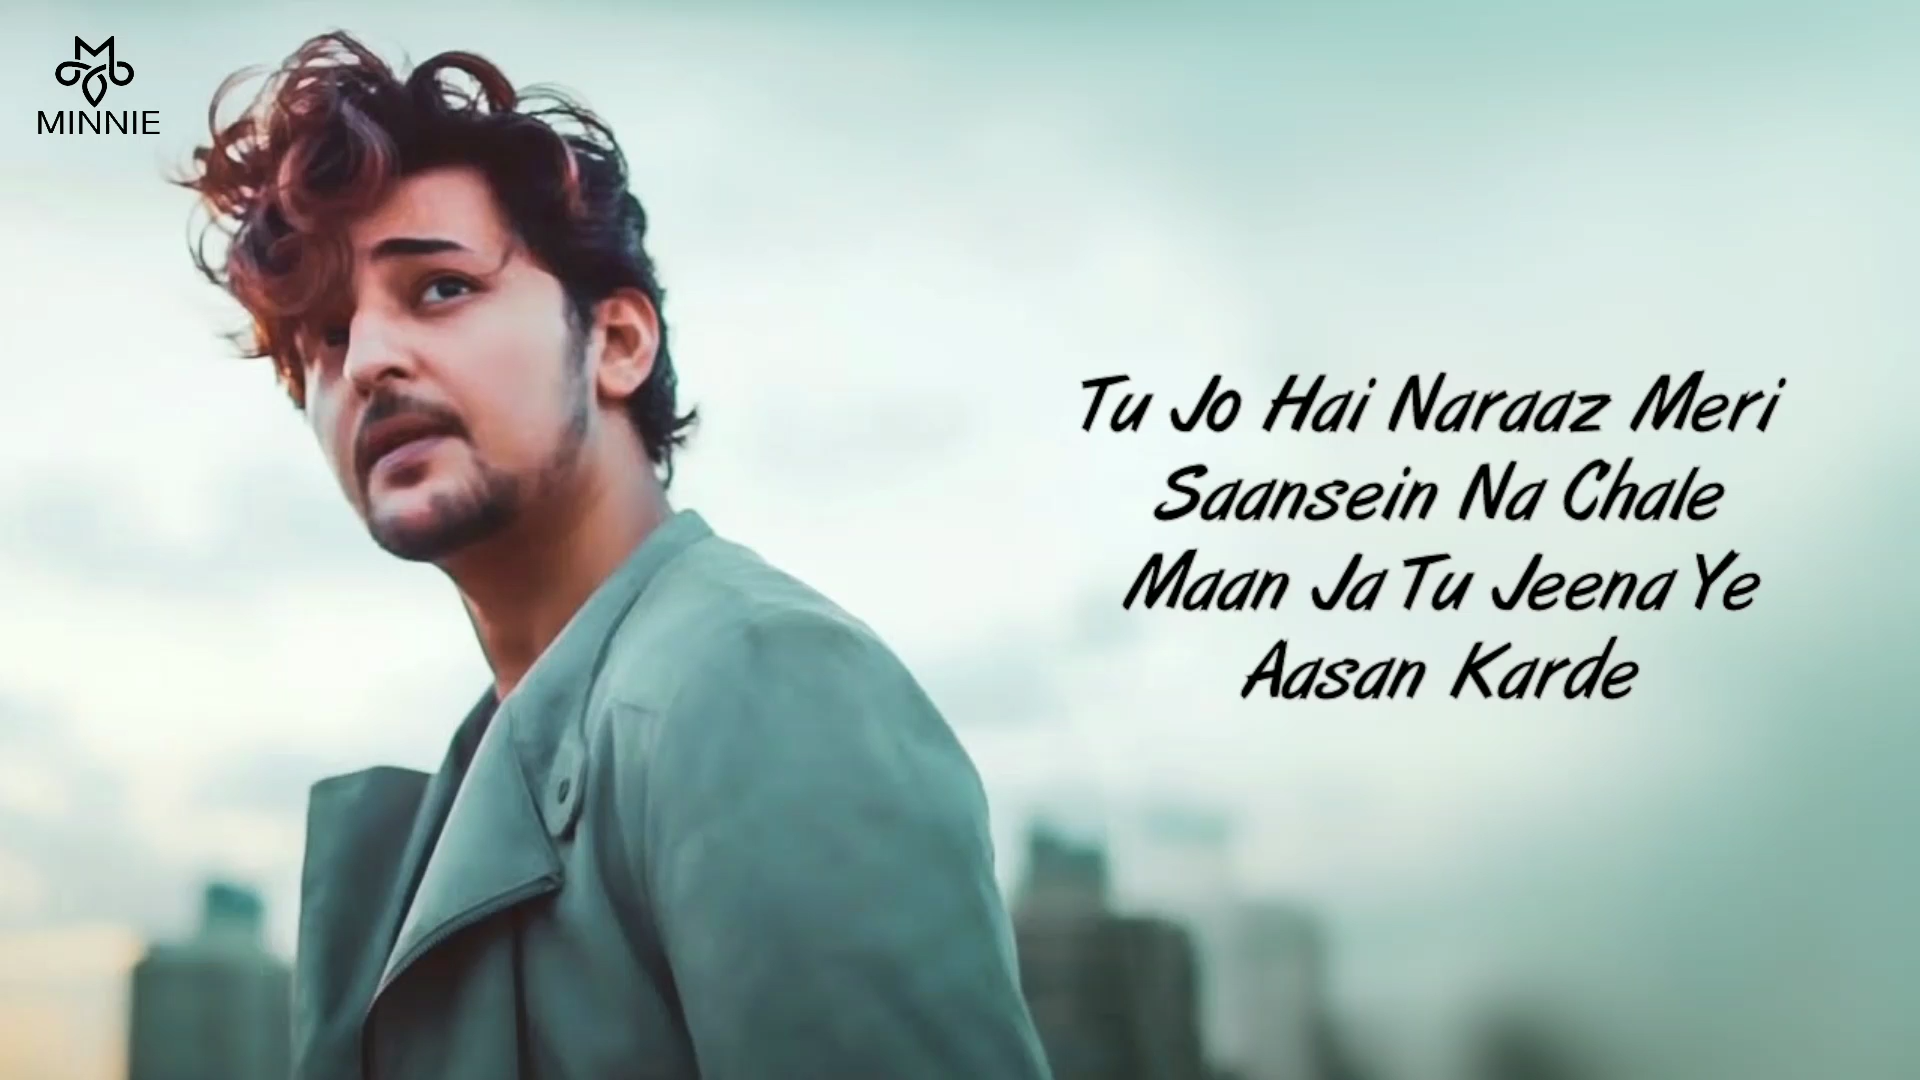 MINNIE
Tu Jo Hai Naraaz Meri
Saansein Na Chale
Maan Ja Tu Jeena Ye
Aasan Karde